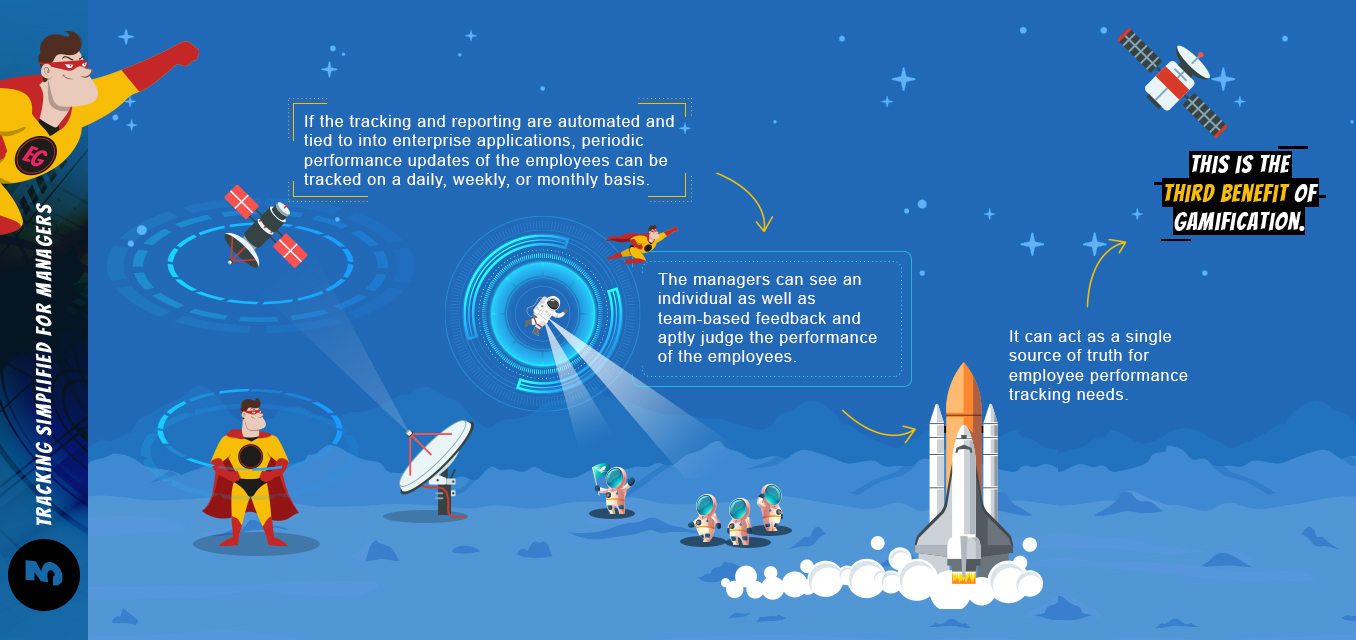 EG
TRACKING SIMPLIFIED FOR MANAGERS
3
If the tracking and reporting are automated and
tied to into enterprise applications, periodic
performance updates of the employees can be
tracked on a daily, weekly, or monthly basis.
The managers can see an
individual as well as
team-based feedback and
aptly judge the performance
of the employees.
It can act as a single
source of truth for
employee performance
tracking needs.
THIS IS THE
THIRD BENEFIT OF
GAMIFICATION.